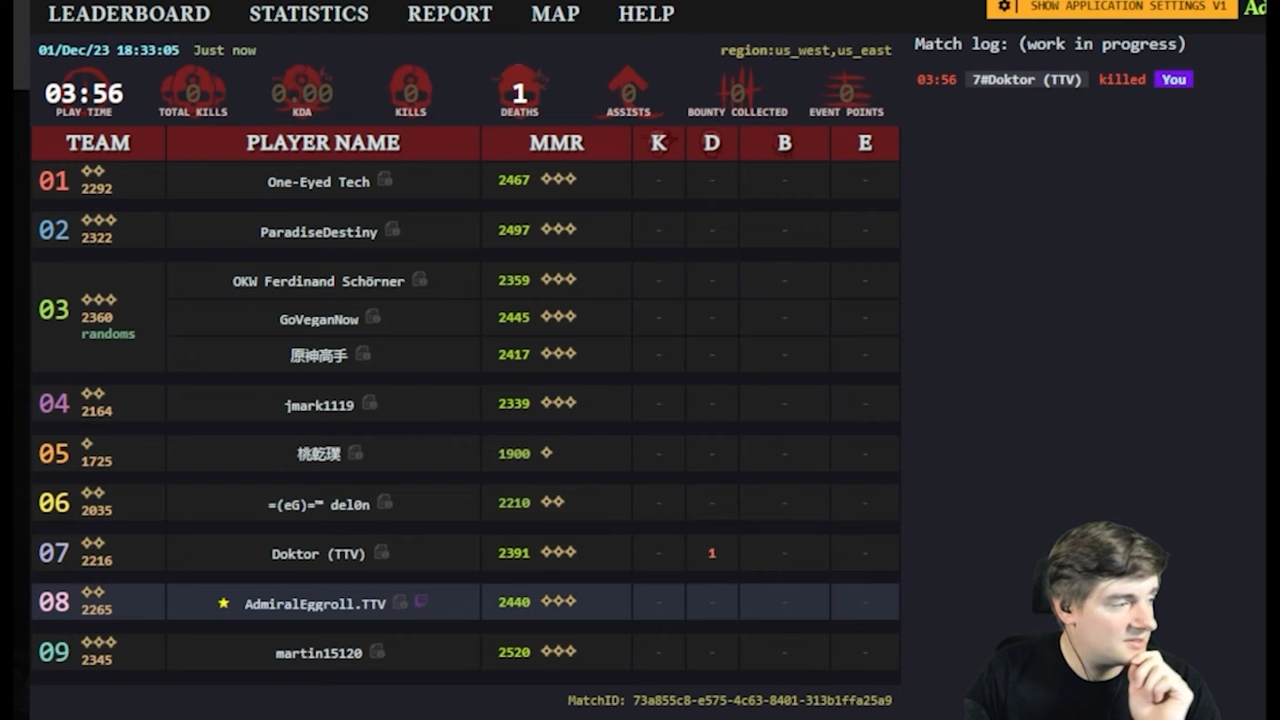 LEADERBOARD STATISTICS REPORT MAP HELP
SHOW APPLICATION SETTINGS V1
01/Dec/23 18:33:05 Just now
region:us_west,us_east
Match log: (work in progress)
03:56 7#Doktor (TTV) killed You
03:56 0 0.00 0 1 0 0 0
PLAY TIME TOTAL KILLS KDA KILLS DEATHS ASSISTS BOUNTY COLLECTED EVENT POINTS
TEAM PLAYER NAME MMR K D B E
01 2292 One-Eyed Tech 2467 - - - -
02 2322 ParadiseDestiny 2497 - - - -
OKW Ferdinand Schörner 2359 - - - -
03 2360 GoVeganNow 2445 - - - -
randoms
原神高手 2417 - - - -
04 2164 jmark1119 2339 - - - -
05 1725 桃乾璞 1900 - - - -
06 2035 =(eG)=™ del0n 2210 - - - -
07 2216 Doktor (TTV) 2391 - 1 - -
08 2265 AdmiralEggroll.TTV 2440 - - - -
09 2345 martin15120 2520 - - - -
MatchID: 73a855c8-e575-4c63-8401-313b1ffa25a9